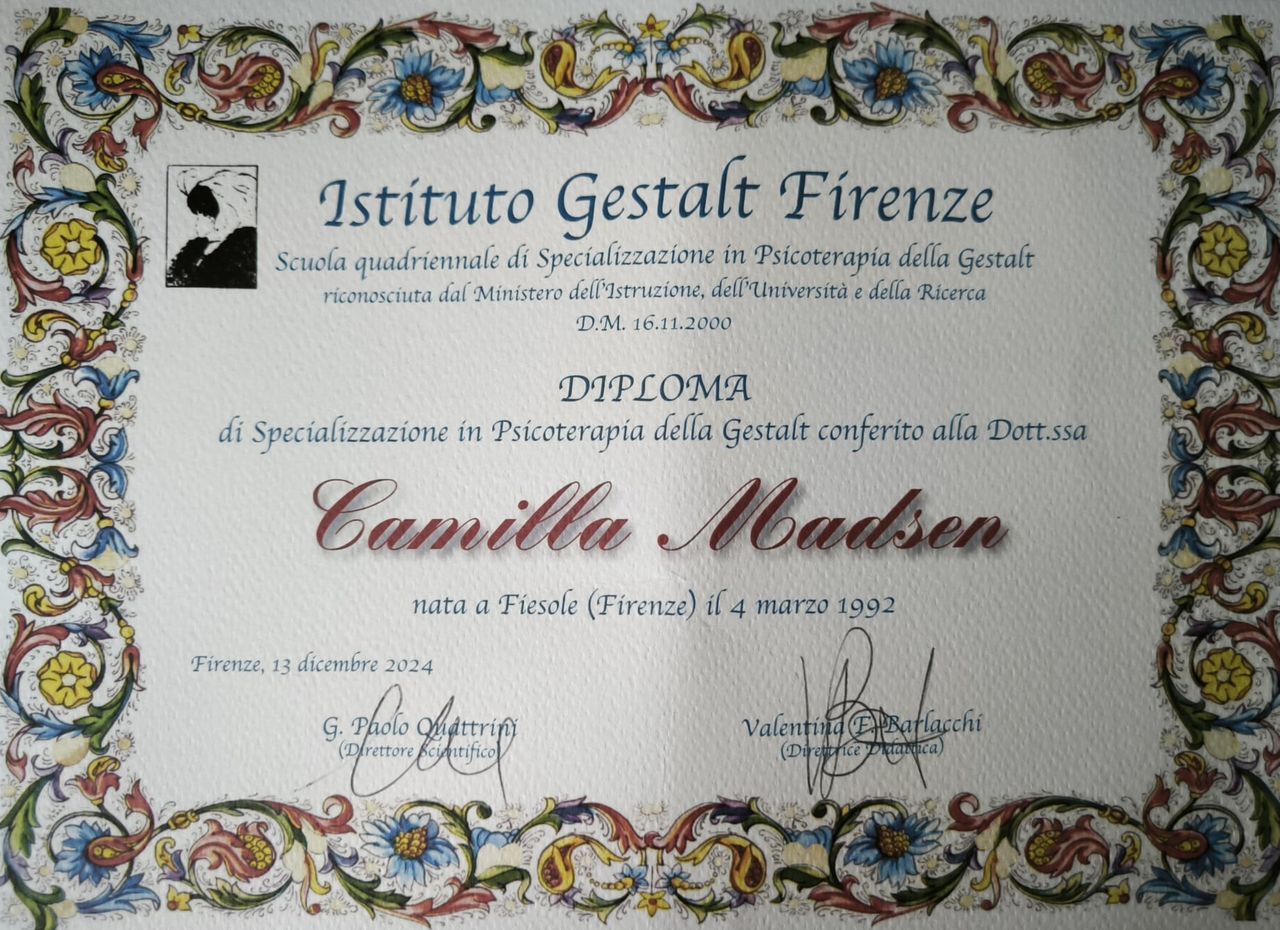 Istituto Gestalt Firenze
Scuola quadriennale di Specializzazione in Psicoterapia della Gestalt
riconosciuta dal Ministero dell'Istruzione, dell'Università e della Ricerca
D.M. 16.11.2000
DIPLOMA
di Specializzazione in Psicoterapia della Gestalt conferito alla Dott.ssa
Camilla Madsen
nata a Fiesole (Firenze) il 4 marzo 1992
Firenze, 13 dicembre 2024
G. Paolo Quattrini
(Direttore Scientifico)
Valentina F. Barlacchi
(Direttrice Didattica)